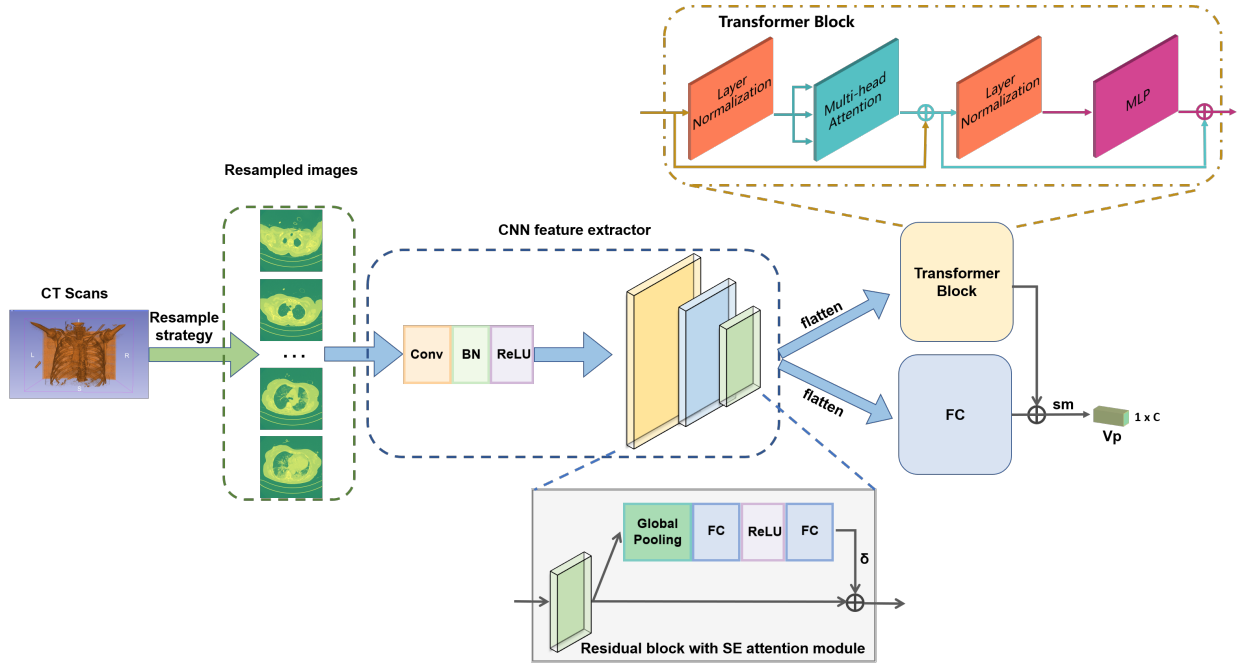 Transformer Block
Layer
Normalization
Multi-head
Attention
Layer
Normalization
MLP
Resampled images
CNN feature extractor
CT Scans
Resample
strategy
L
R
S
...
Conv
BN
ReLU
flatten
flatten
Transformer
Block
FC
sm
1 x C
Vp
Global
Pooling
FC
ReLU
FC
δ
Residual block with SE attention module